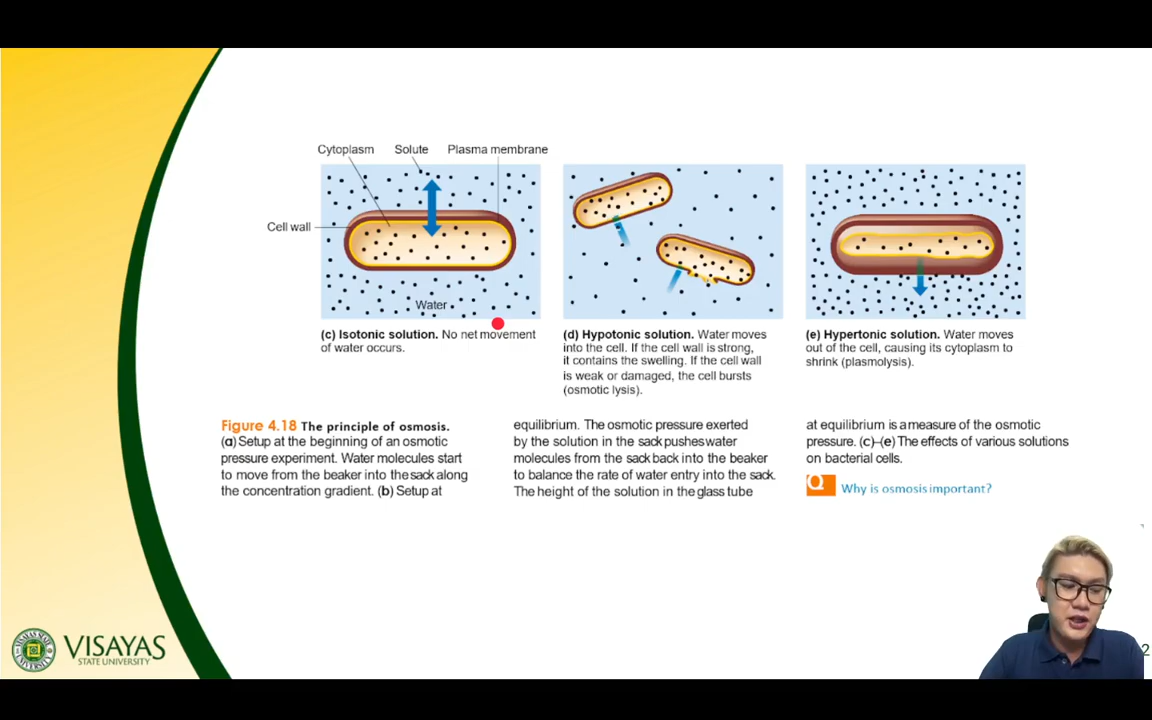 Cytoplasm Solute Plasma membrane
Cell wall
Water
(c) Isotonic solution. No net movement
of water occurs.
(d) Hypotonic solution. Water moves
into the cell. If the cell wall is strong,
it contains the swelling. If the cell wall
is weak or damaged, the cell bursts
(osmotic lysis).
(e) Hypertonic solution. Water moves
out of the cell, causing its cytoplasm to
shrink (plasmolysis).
Figure 4.18 The principle of osmosis.
(a) Setup at the beginning of an osmotic
pressure experiment. Water molecules start
to move from the beaker into the sack along
the concentration gradient. (b) Setup at
equilibrium. The osmotic pressure exerted
by the solution in the sack pushes water
molecules from the sack back into the beaker
to balance the rate of water entry into the sack.
The height of the solution in the glass tube
at equilibrium is a measure of the osmotic
pressure. (c)–(e) The effects of various solutions
on bacterial cells.
Q Why is osmosis important?
VISAYAS
STATE UNIVERSITY
2